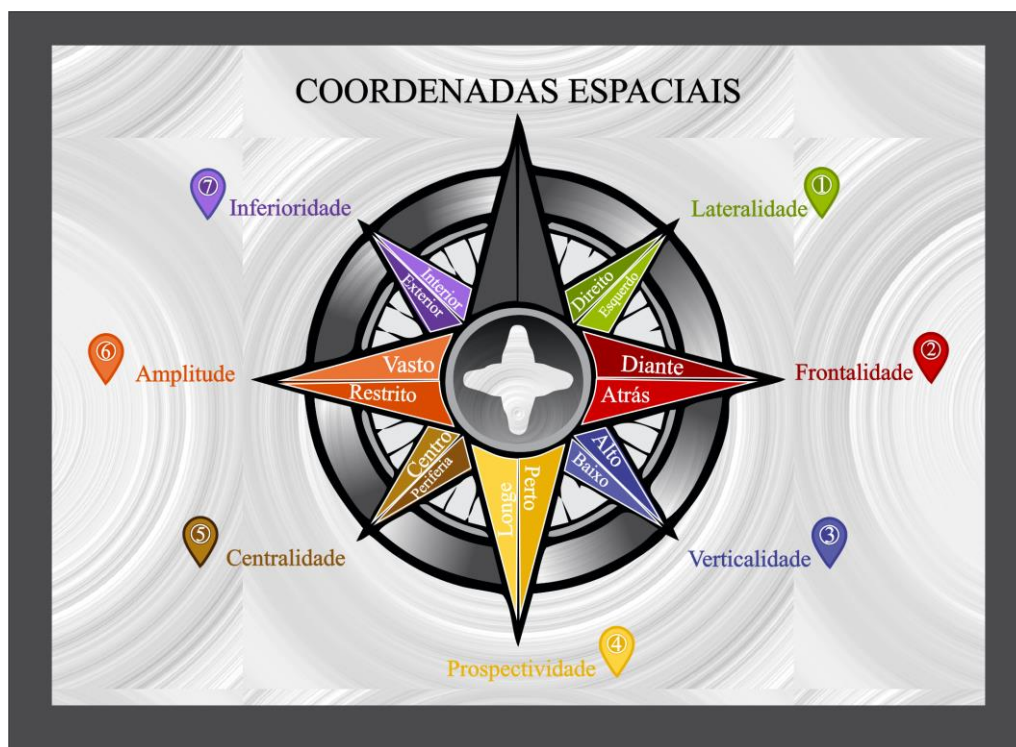 COORDENADAS ESPACIAIS
⑦
Inferioridade
①
Lateralidade
Interior
Exterior
Direito
Esquerdo
⑥
Amplitude
Vasto
Restrito
Diante
Atrás
②
Frontalidade
Centro
Periferia
Longe
Perto
Alto
Baixo
⑤
Centralidade
③
Verticalidade
④
Prospectividade